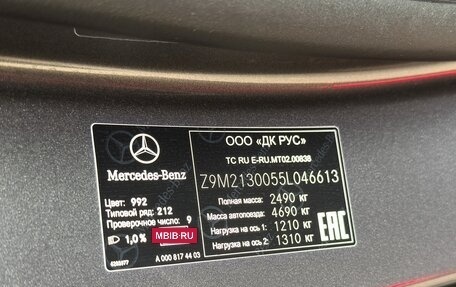 Mercedes-Benz
ООО «ДК РУС»
ТС RU E-RU.MT02.00838
Z9M2130055L046613
Полная масса: 2490 кг
Масса автопоезда: 4690 кг
Нагрузка на ось 1: 1210 кг
Нагрузка на ось 2: 1310 кг
EAC
Цвет: 992
Типовой ряд: 212
Проверочное число: 9
1,0%
MBIB·RU
A 000 817 44 03